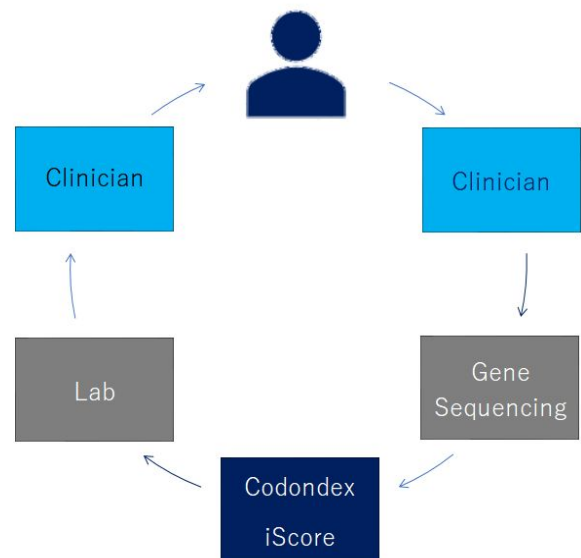 Clinician
Clinician
Lab
Gene
Sequencing
Codondex
iScore